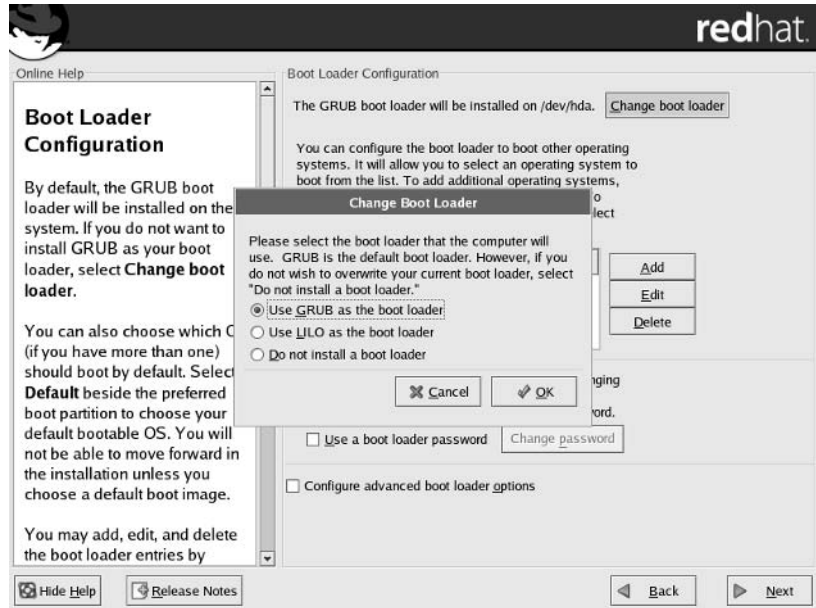 redhat.
Online Help
Boot Loader
Configuration
By default, the GRUB boot
loader will be installed on the
system. If you do not want to
install GRUB as your boot
loader, select Change boot
loader.
You can also choose which
(if you have more than one)
should boot by default. Select
Default beside the preferred
boot partition to choose your
default bootable OS. You will
not be able to move forward in
the installation unless you
choose a default boot image.
You may add, edit, and delete
the boot loader entries by
Boot Loader Configuration
The GRUB boot loader will be installed on /dev/hda.
Change boot loader
You can configure the boot loader to boot other operating
systems. It will allow you to select an operating system to
boot from the list. To add additional operating systems,
Change Boot Loader
Please select the boot loader that the computer will
use. GRUB is the default boot loader. However, if you
do not wish to overwrite your current boot loader, select
"Do not install a boot loader."
Use GRUB as the boot loader
Use LILO as the boot loader
Do not install a boot loader
Cancel
OK
Add
Edit
Delete
Use a boot loader password
Change password
Configure advanced boot loader options
Hide Help
Release Notes
Back
Next